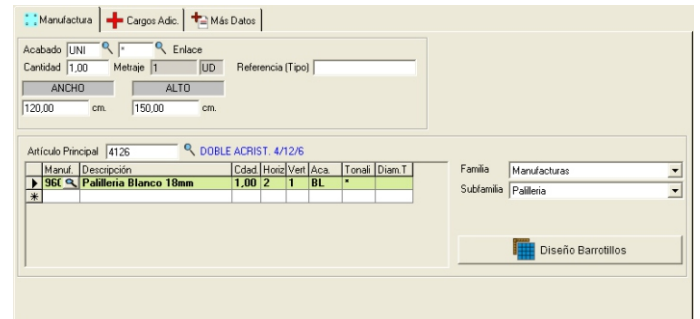 Manufactura Cargos Adic. Más Datos
Acabado UNI * Enlace
Cantidad 1,00 Metraje 1 UD Referencia (Tipo)
ANCHO ALTO
120,00 cm. 150,00 cm.
Artículo Principal 4126 DOBLE ACRIST. 4/12/6
Manuf. Descripción Cdad. Horiz Vert Aca. Tonali Diam.T
960 Palilleria Blanco 18mm 1,00 2 1 BL *
Familia Manufacturas
Subfamilia Palilleria
Diseño Barrotillos